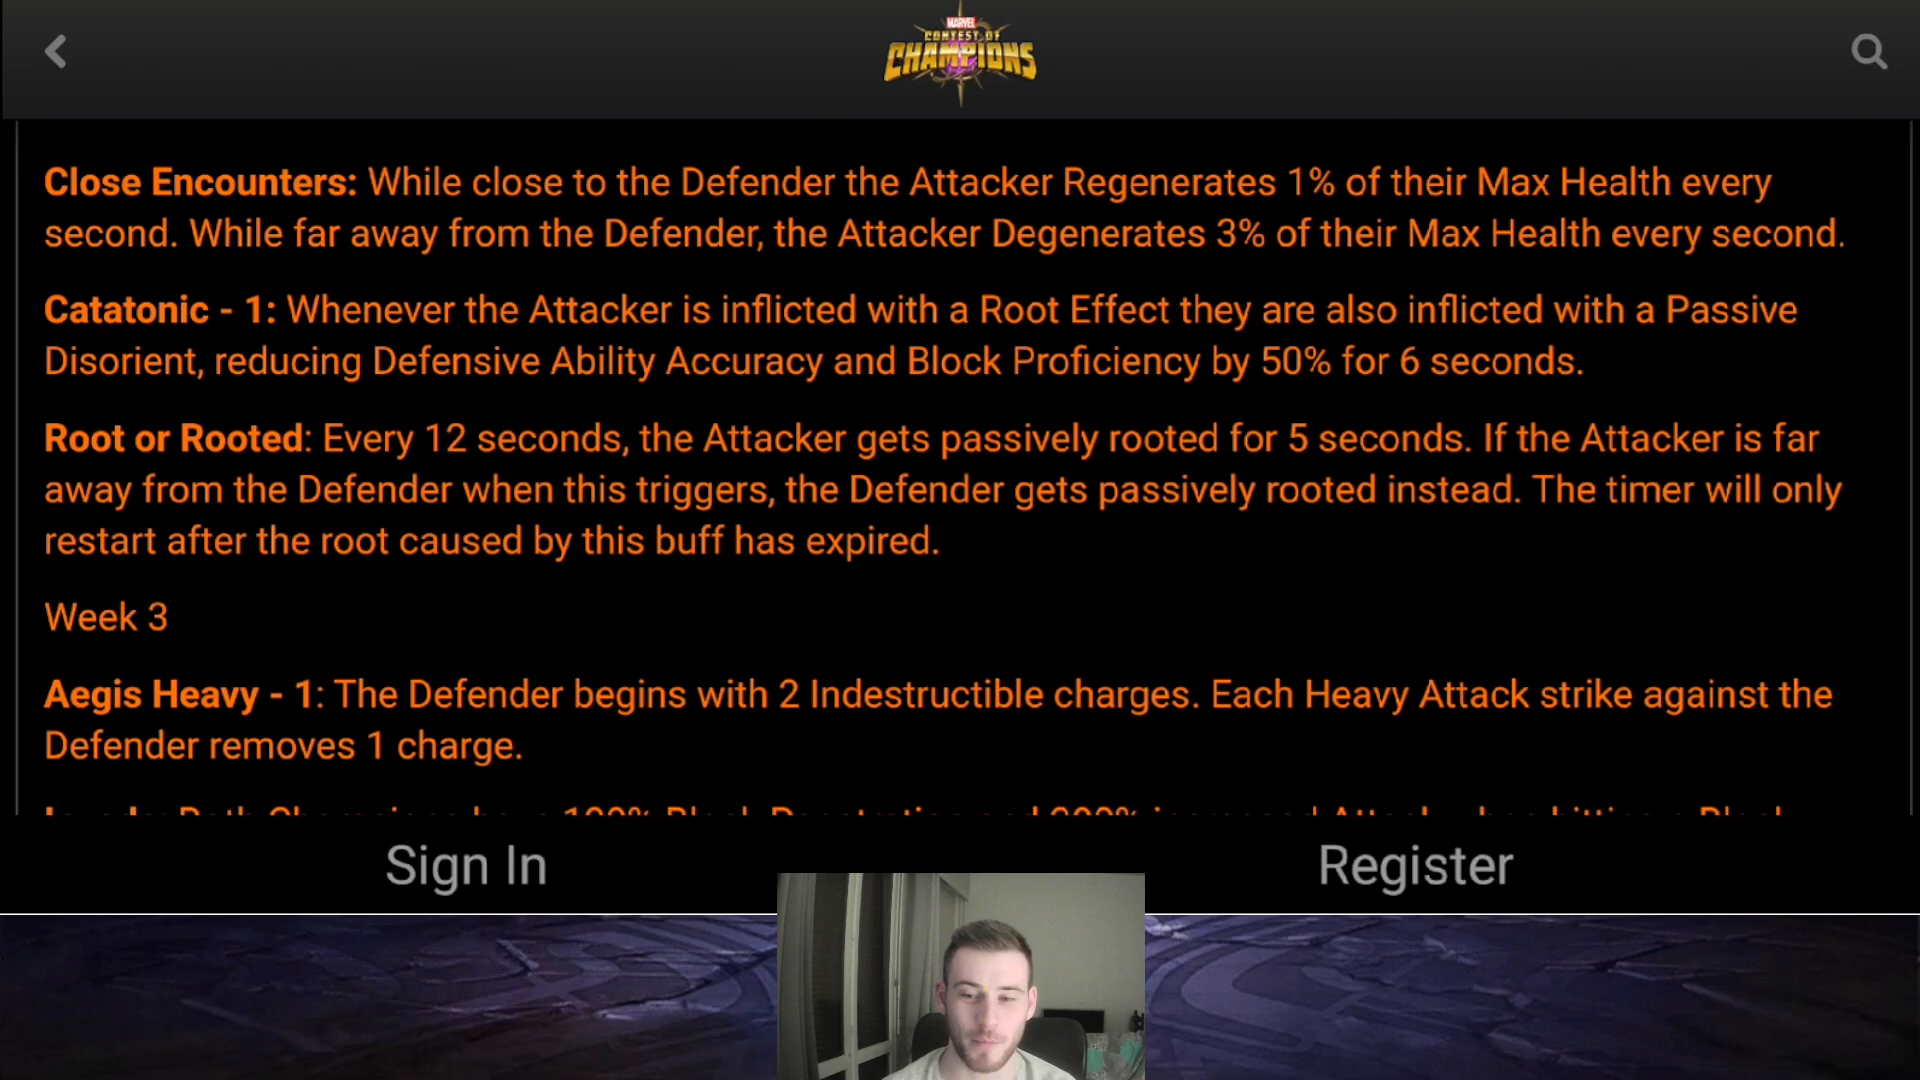 MARVEL
CONTEST OF
CHAMPIONS
Close Encounters: While close to the Defender the Attacker Regenerates 1% of their Max Health every
second. While far away from the Defender, the Attacker Degenerates 3% of their Max Health every second.
Catatonic - 1: Whenever the Attacker is inflicted with a Root Effect they are also inflicted with a Passive
Disorient, reducing Defensive Ability Accuracy and Block Proficiency by 50% for 6 seconds.
Root or Rooted: Every 12 seconds, the Attacker gets passively rooted for 5 seconds. If the Attacker is far
away from the Defender when this triggers, the Defender gets passively rooted instead. The timer will only
restart after the root caused by this buff has expired.
Week 3
Aegis Heavy - 1: The Defender begins with 2 Indestructible charges. Each Heavy Attack strike against the
Defender removes 1 charge.
Sign In
Register